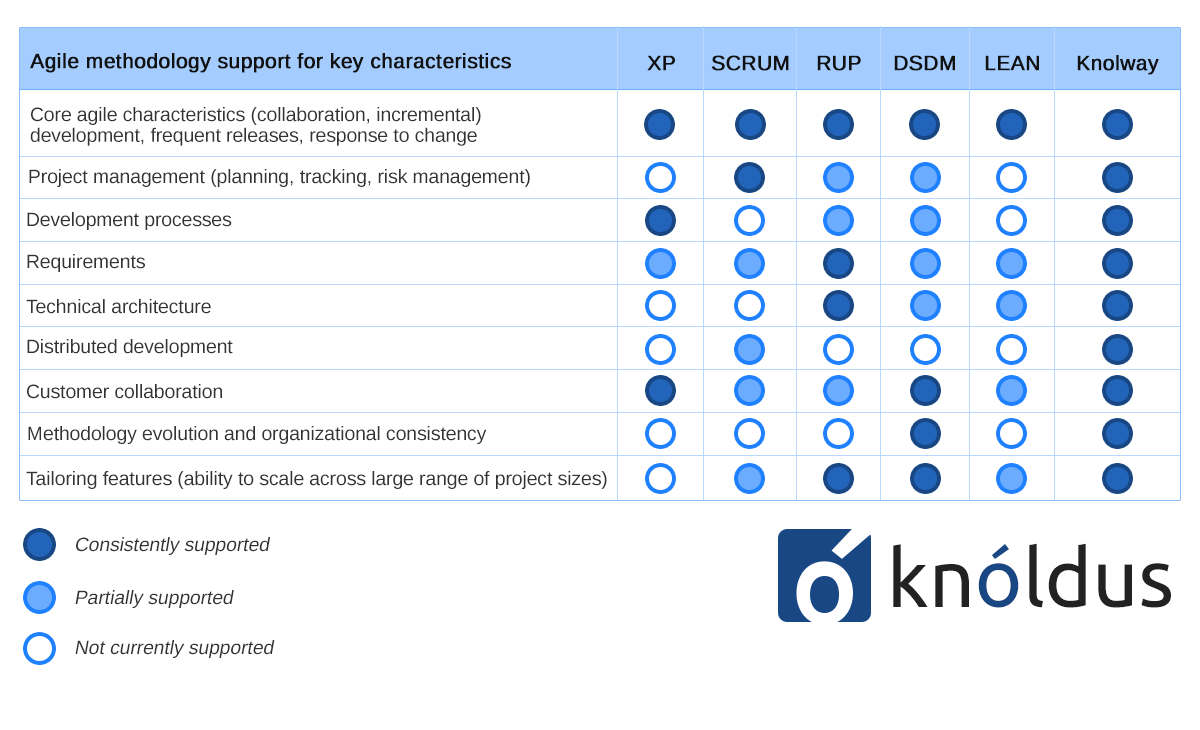 Agile methodology support for key characteristics XP SCRUM RUP DSDM LEAN Knolway
Core agile characteristics (collaboration, incremental)
development, frequent releases, response to change
Project management (planning, tracking, risk management)
Development processes
Requirements
Technical architecture
Distributed development
Customer collaboration
Methodology evolution and organizational consistency
Tailoring features (ability to scale across large range of project sizes)
Consistently supported
Partially supported
Not currently supported
knóldus